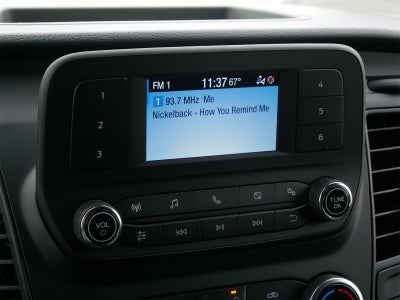 FM 1 11:37 67°
1 93.7 MHz Me
Nickelback - How You Remind Me
1
2
3
4
5
6
VOL
TUNE
OK